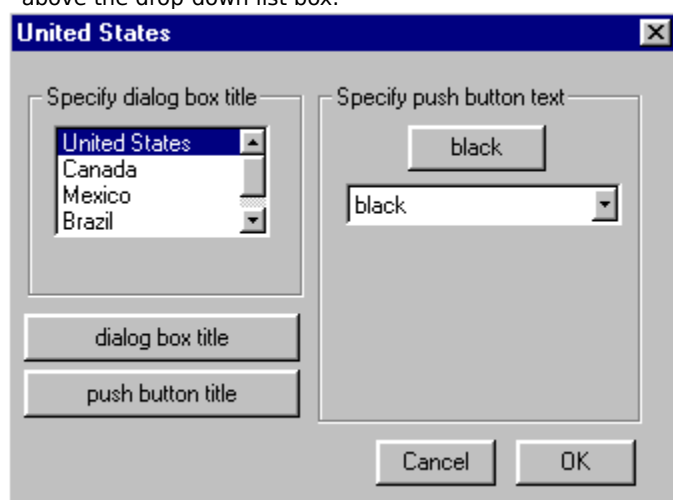 above the drop down list box.
United States
Specify dialog box title
United States
Canada
Mexico
Brazil
dialog box title
push button title
Specify push button text
black
black
Cancel
OK